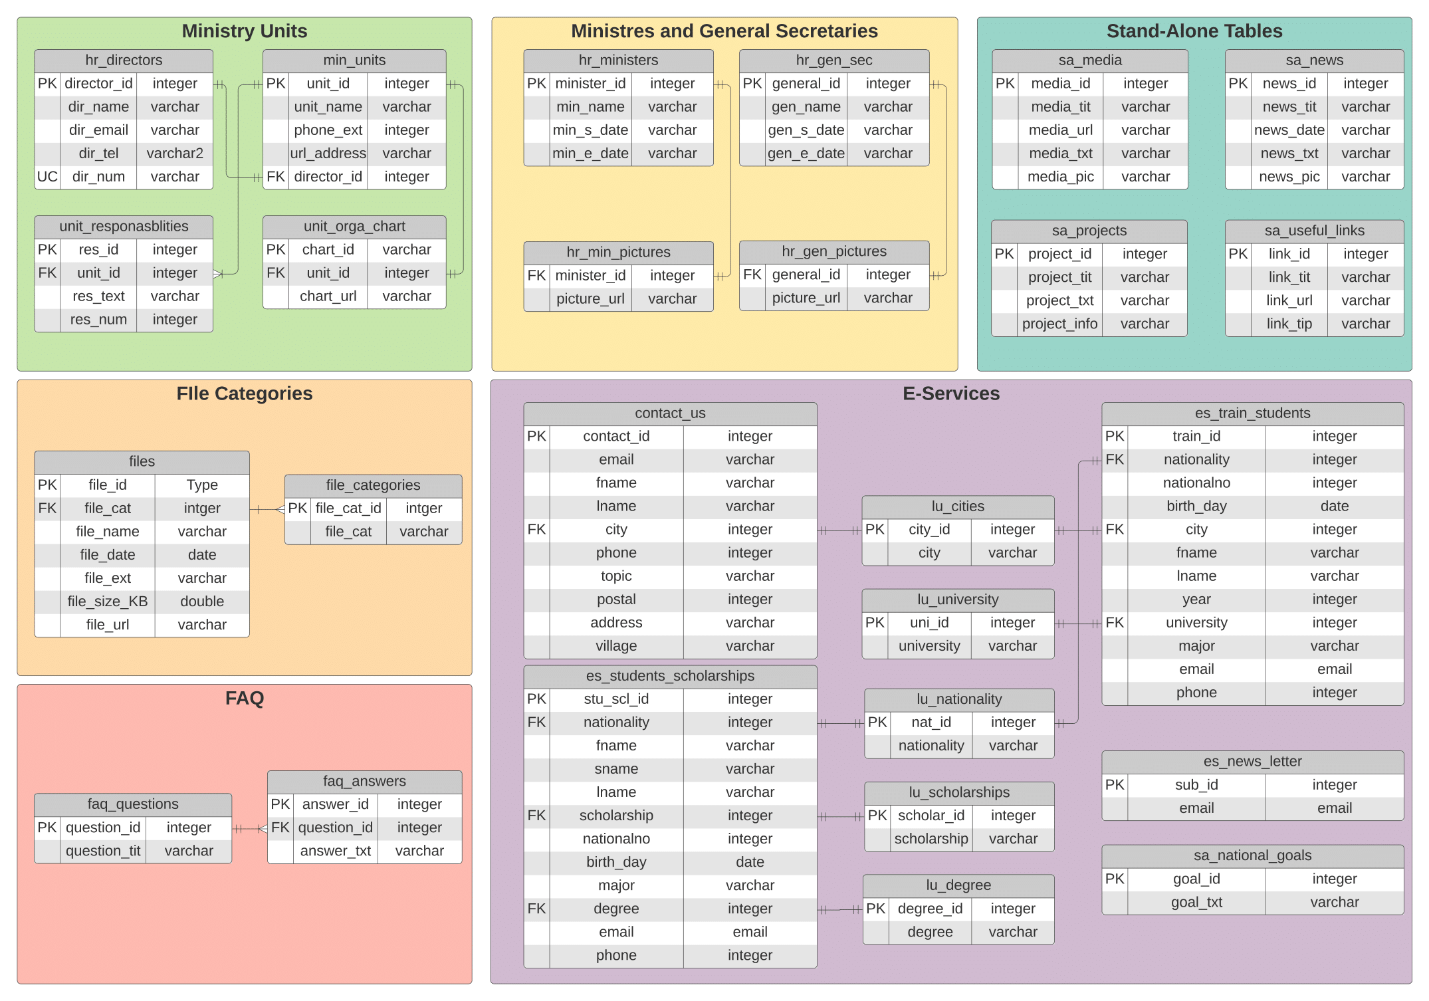 Ministry Units
hr_directors
PK director_id integer
dir_name varchar
dir_email varchar
dir_tel varchar2
UC dir_num varchar
min_units
PK unit_id integer
unit_name varchar
phone_ext integer
url_address varchar
FK director_id integer
unit_responasblities
PK res_id integer
FK unit_id integer
res_text varchar
res_num integer
unit_orga_chart
PK chart_id varchar
FK unit_id integer
chart_url varchar
Ministres and General Secretaries
hr_ministers
PK minister_id integer
min_name varchar
min_s_date varchar
min_e_date varchar
hr_gen_sec
PK general_id integer
gen_name varchar
gen_s_date varchar
gen_e_date varchar
hr_min_pictures
FK minister_id integer
picture_url varchar
hr_gen_pictures
FK general_id integer
picture_url varchar
Stand-Alone Tables
sa_media
PK media_id integer
media_tit varchar
media_url varchar
media_txt varchar
media_pic varchar
sa_news
PK news_id integer
news_tit varchar
news_date varchar
news_txt varchar
news_pic varchar
sa_projects
PK project_id integer
project_tit varchar
project_txt varchar
project_info varchar
sa_useful_links
PK link_id integer
link_tit varchar
link_url varchar
link_tip varchar
FIle Categories
files
PK file_id Type
FK file_cat intger
file_name varchar
file_date date
file_ext varchar
file_size_KB double
file_url varchar
file_categories
PK file_cat_id intger
file_cat varchar
FAQ
faq_questions
PK question_id integer
question_tit varchar
faq_answers
PK answer_id integer
FK question_id integer
answer_txt varchar
E-Services
contact_us
PK contact_id integer
email varchar
fname varchar
lname varchar
FK city integer
phone integer
topic varchar
postal integer
address varchar
village varchar
es_students_scholarships
PK stu_scl_id integer
FK nationality integer
fname varchar
sname varchar
lname varchar
FK scholarship integer
nationalno integer
birth_day date
major varchar
FK degree integer
email email
phone integer
lu_cities
PK city_id integer
city varchar
lu_university
PK uni_id integer
university varchar
lu_nationality
PK nat_id integer
nationality varchar
lu_scholarships
PK scholar_id integer
scholarship varchar
lu_degree
PK degree_id integer
degree varchar
es_train_students
PK train_id integer
FK nationality integer
nationalno integer
birth_day date
FK city integer
fname varchar
lname varchar
year integer
FK university integer
major varchar
email email
phone integer
es_news_letter
PK sub_id integer
email email
sa_national_goals
PK goal_id integer
goal_txt varchar